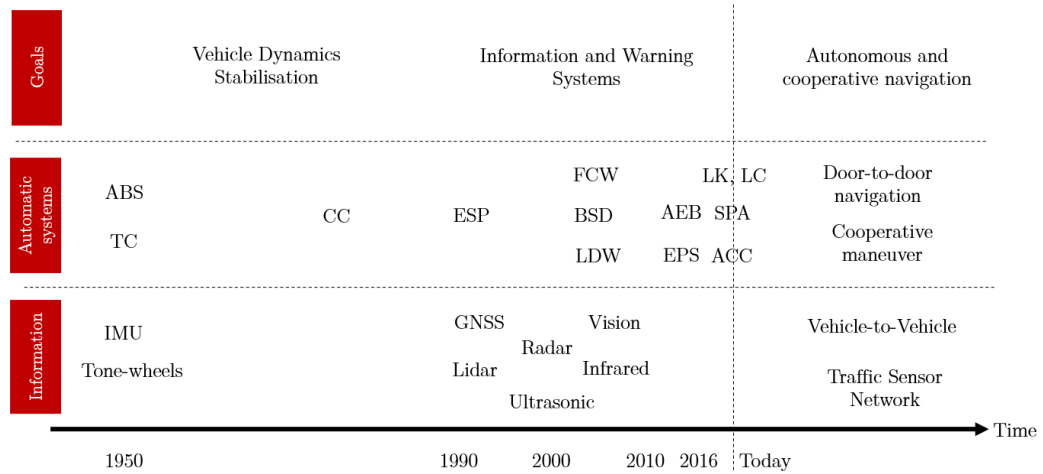 Goals
Vehicle Dynamics
Stabilisation
Information and Warning
Systems
Autonomous and
cooperative navigation
Automatic
systems
ABS
TC
CC
ESP
FCW
BSD
LDW
AEB
EPS
LK, LC
SPA
ACC
Door-to-door
navigation
Cooperative
maneuver
Information
IMU
Tone-wheels
GNSS
Lidar
Radar
Ultrasonic
Vision
Infrared
Vehicle-to-Vehicle
Traffic Sensor
Network
Time
1950
1990
2000
2010
2016
Today